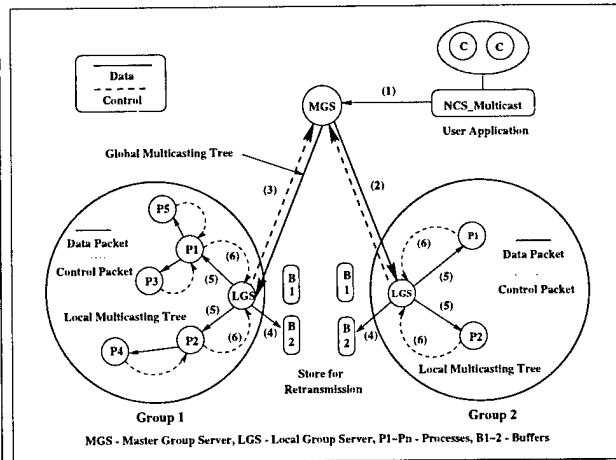 C C
Data
Control
MGS
(1)
NCS_Multicast
User Application
Global Multicasting Tree
(3)
(2)
P5
P1
(6)
Data Packet
Control Packet
P3
(5)
LGS
B 1
B 1
Local Multicasting Tree
(5)
(6)
P2
P4
(4)
B 2
B 2
(4)
LGS
(6)
P1
(5)
Data Packet
Control Packet
(5)
(6)
P2
Local Multicasting Tree
Store for
Retransmission
Group 1
Group 2
MGS - Master Group Server, LGS - Local Group Server, P1~Pn - Processes, B1~2 - Buffers